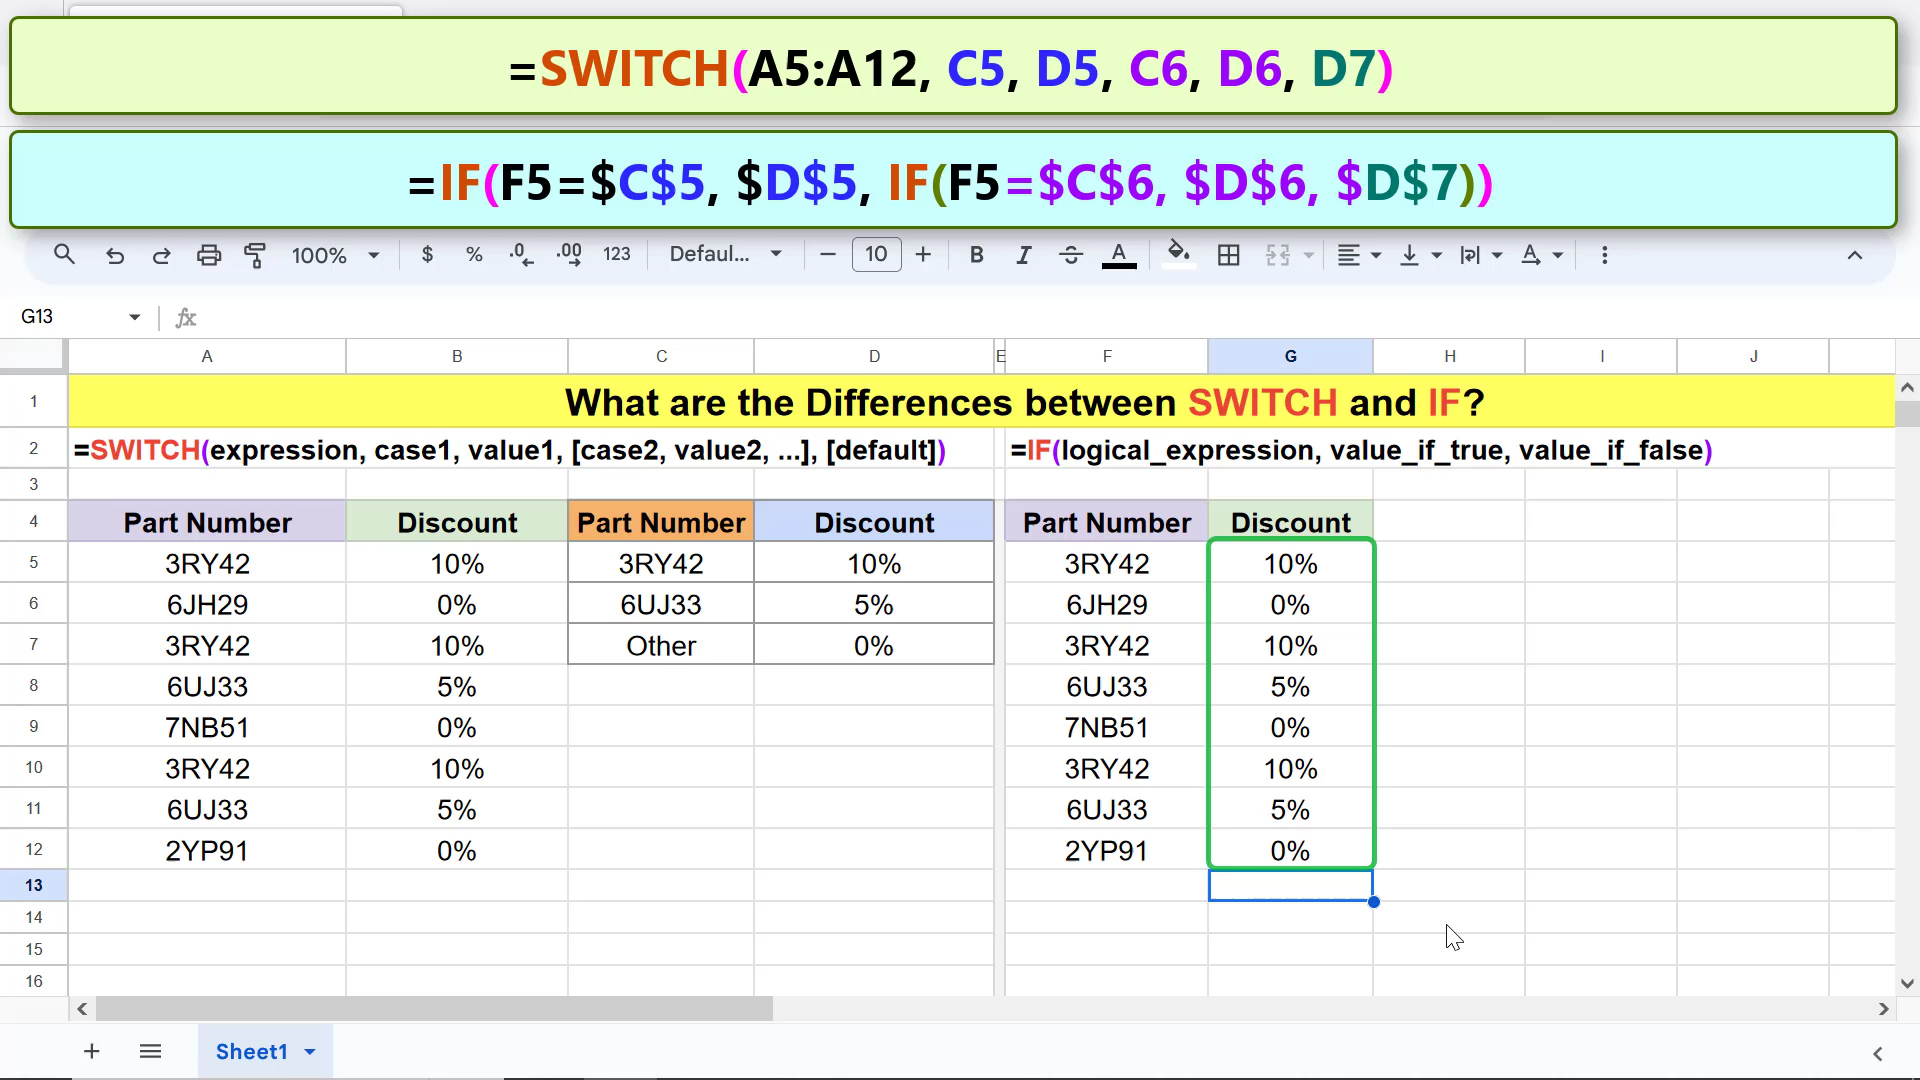 =SWITCH(A5:A12, C5, D5, C6, D6, D7)
=IF(F5=$C$5, $D$5, IF(F5=$C$6, $D$6, $D$7))
100% $ % .0 .00 123 Defaul... − 10 + B I S A A
G13 fx
A B C D E F G H I J
1 What are the Differences between SWITCH and IF?
2 =SWITCH(expression, case1, value1, [case2, value2, ...], [default]) =IF(logical_expression, value_if_true, value_if_false)
3
4 Part Number Discount Part Number Discount Part Number Discount
5 3RY42 10% 3RY42 10% 3RY42 10%
6 6JH29 0% 6UJ33 5% 6JH29 0%
7 3RY42 10% Other 0% 3RY42 10%
8 6UJ33 5% 6UJ33 5%
9 7NB51 0% 7NB51 0%
10 3RY42 10% 3RY42 10%
11 6UJ33 5% 6UJ33 5%
12 2YP91 0% 2YP91 0%
13
14
15
16
Sheet1